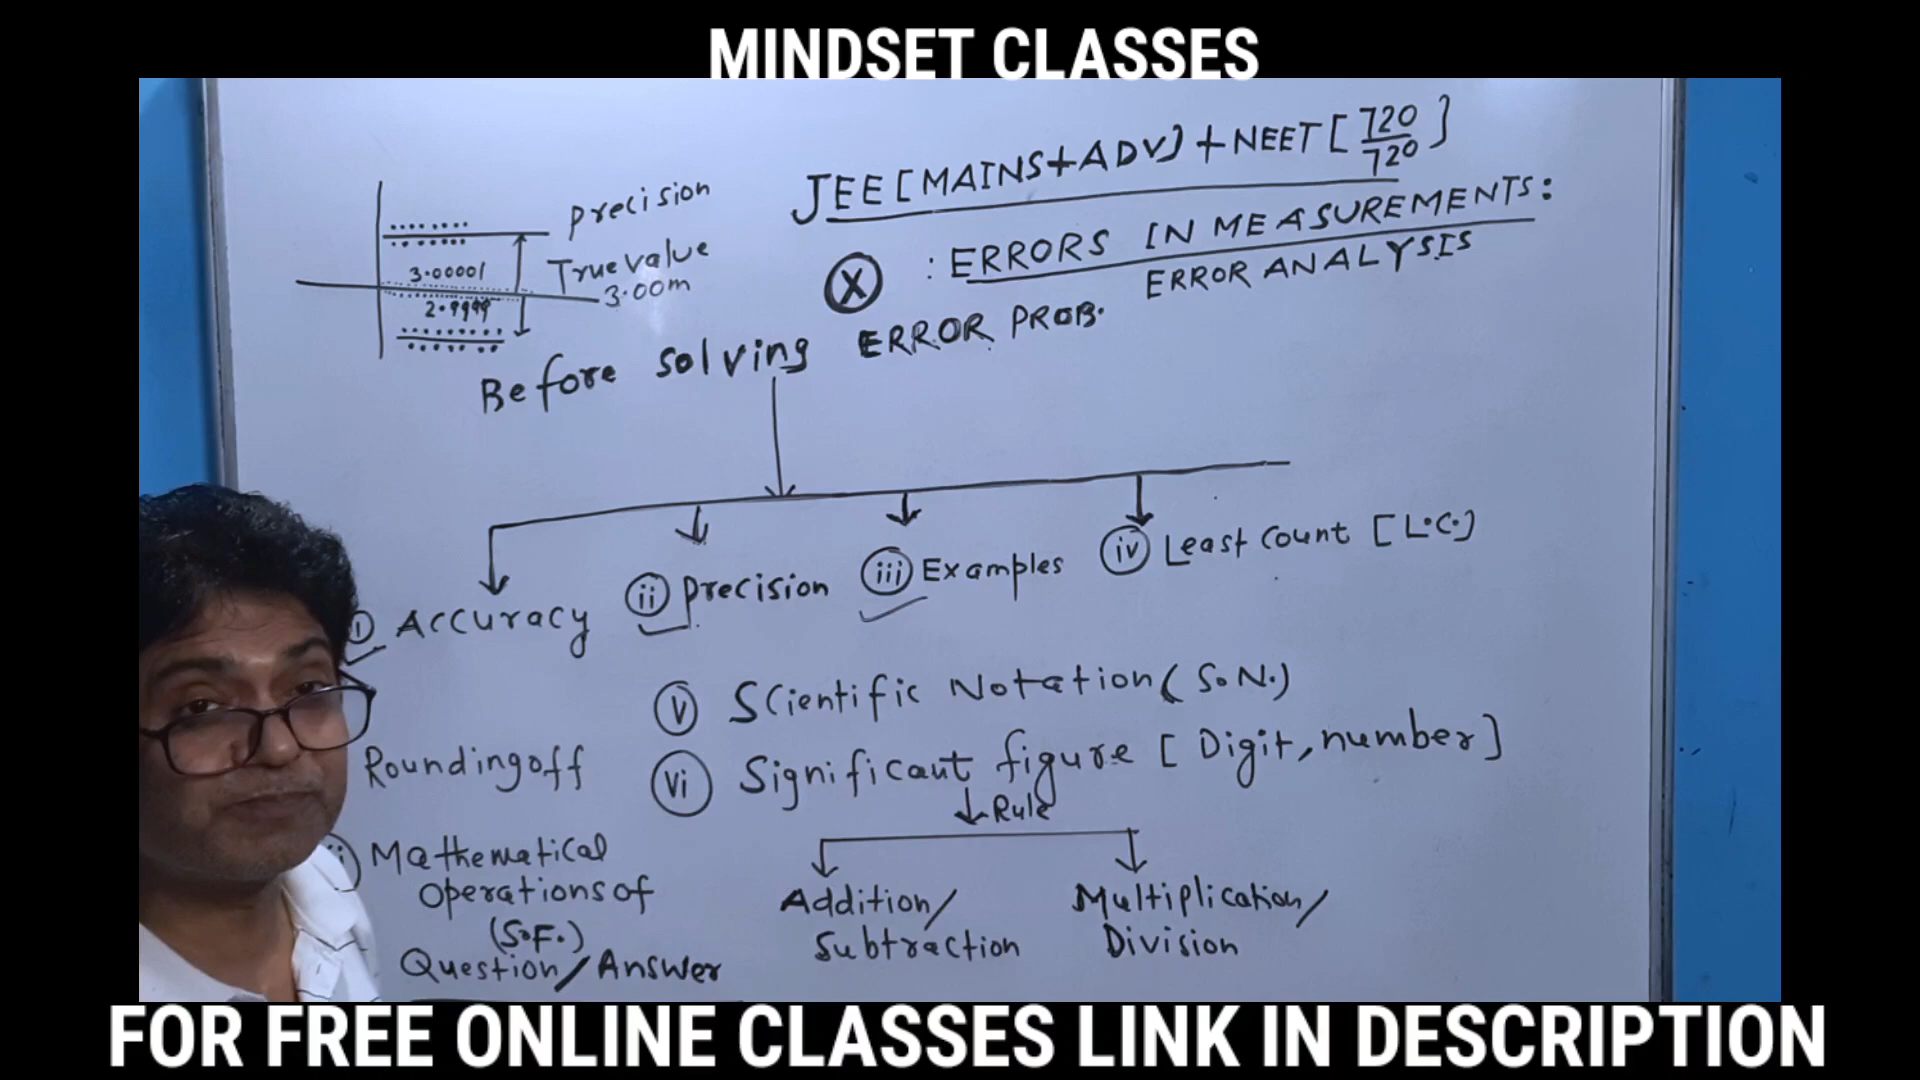 MINDSET CLASSES
JEE [MAINS+ADV] + NEET [720/720]
precision
3.00001
True value
3.00m
2.9999
X : ERRORS IN MEASUREMENTS:
ERROR ANALYSIS
Before solving ERROR PROB.
i Accuracy
ii Precision
iii Examples
iv Least count [L.C.]
v Scientific Notation (S.N.)
vi Significant figure [Digit, number]
Rule
Addition/
Subtraction
Multiplication/
Division
Rounding off
Mathematical
operations of
(S.F.)
Question/Answer
FOR FREE ONLINE CLASSES LINK IN DESCRIPTION